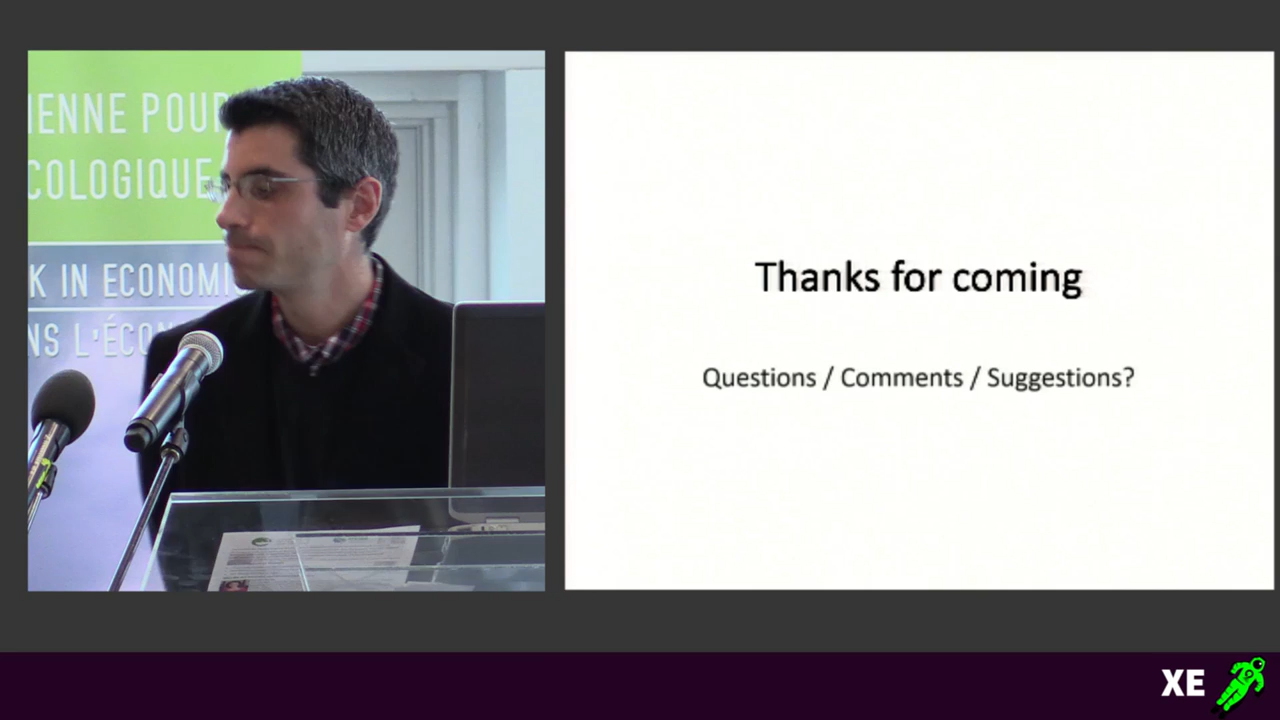 IENNE POUR
COLOGIQUE
K IN ECONOMI
NS L'ÉCON
Thanks for coming
Questions / Comments / Suggestions?
XE